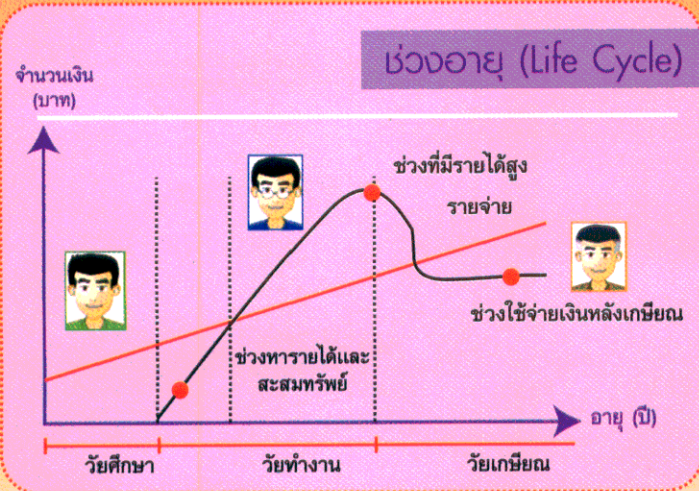 ช่วงอายุ (Life Cycle)
จำนวนเงิน
(บาท)
ช่วงที่มีรายได้สูง
รายจ่าย
ช่วงใช้จ่ายเงินหลังเกษียณ
ช่วงหารายได้และ
สะสมทรัพย์
อายุ (ปี)
วัยศึกษา
วัยทำงาน
วัยเกษียณ